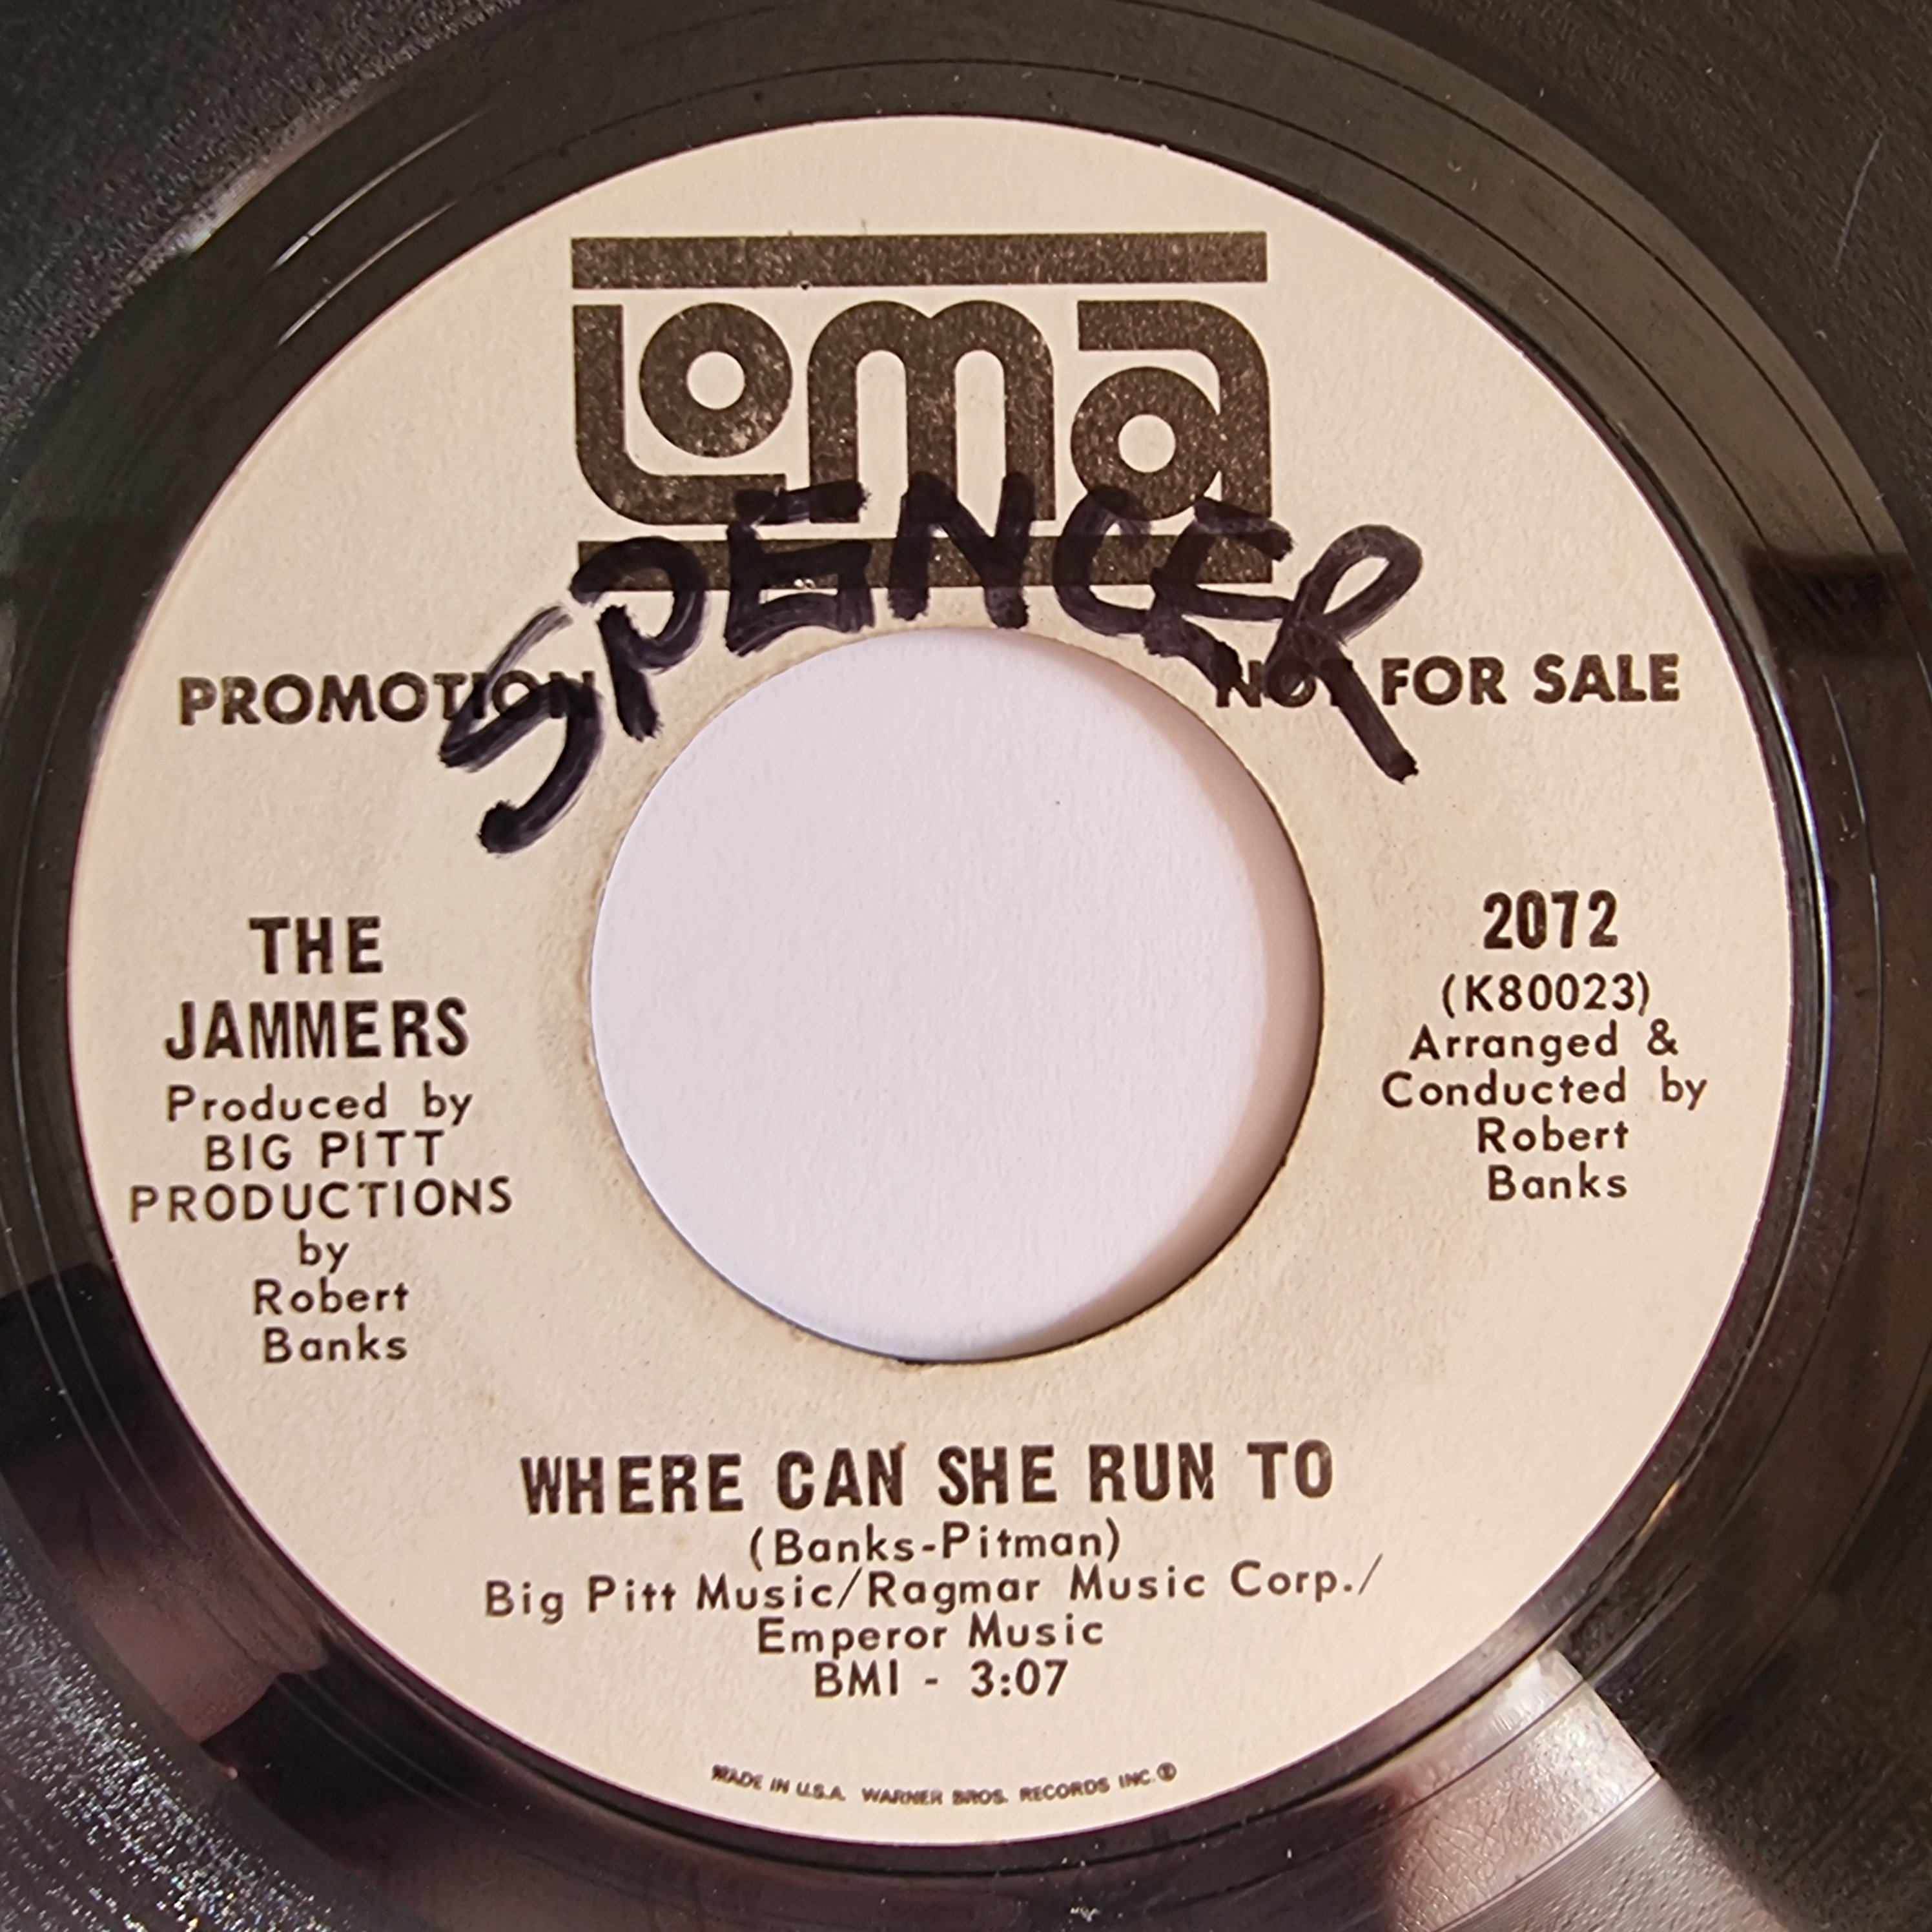 Loma
SPENCER
PROMOTION NOT FOR SALE
THE
JAMMERS
Produced by
BIG PITT
PRODUCTIONS
by
Robert
Banks
2072
(K80023)
Arranged &
Conducted by
Robert
Banks
WHERE CAN SHE RUN TO
(Banks-Pitman)
Big Pitt Music/Ragmar Music Corp./
Emperor Music
BMI - 3:07
MADE IN U.S.A. WARNER BROS. RECORDS INC.